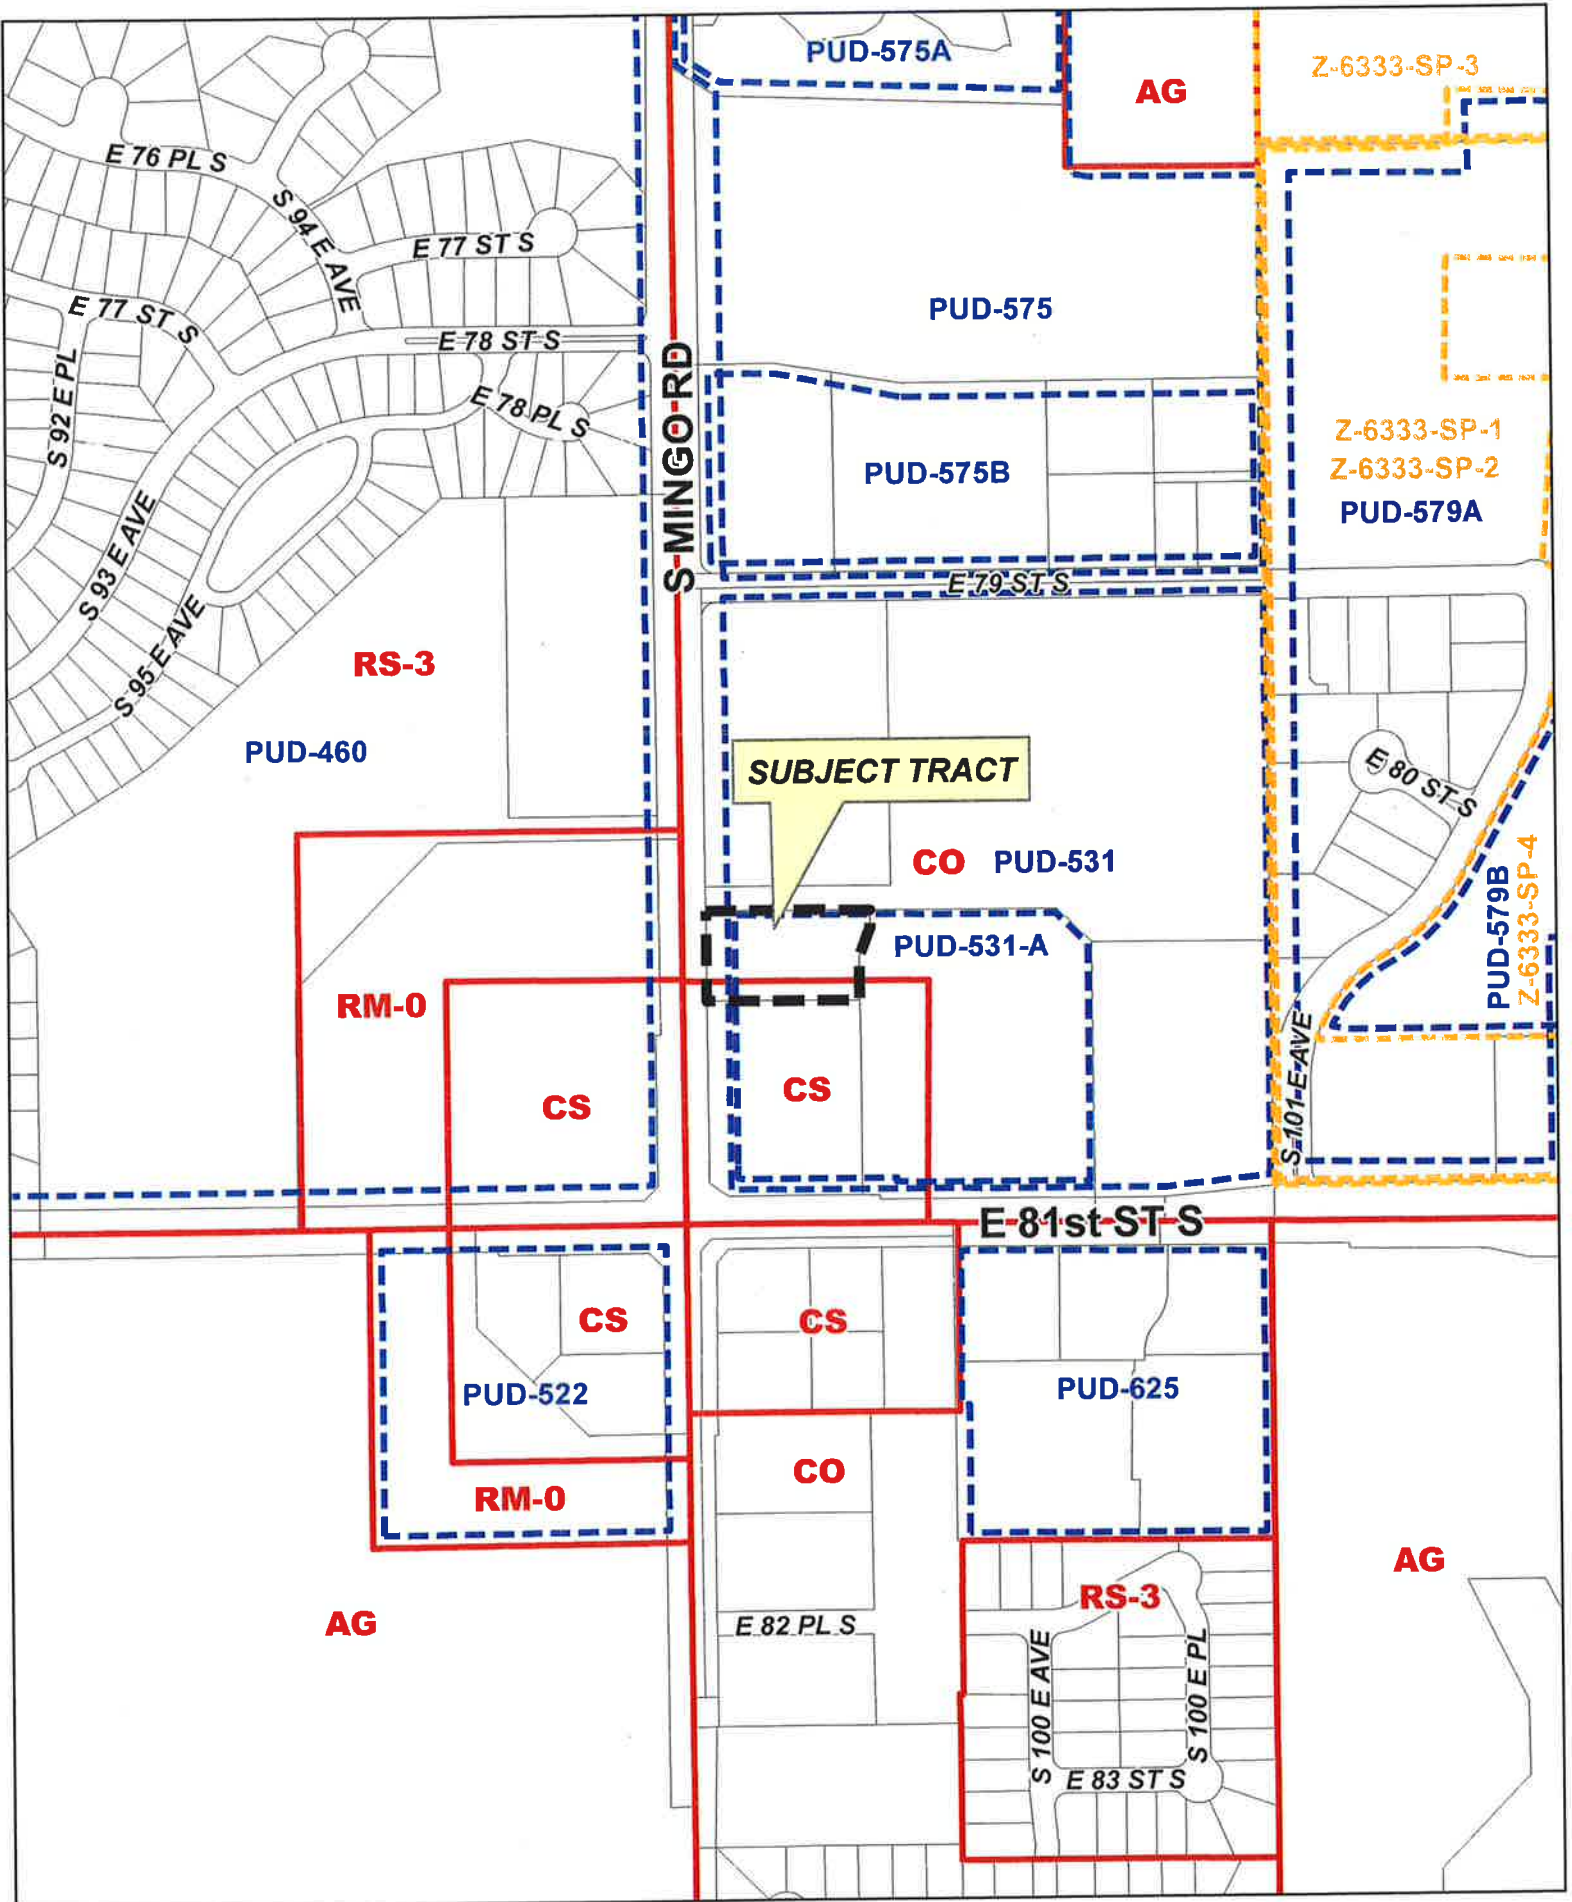 PUD-575A
Z-6333-SP-3
AG
E 76 PL S
S 94 E AVE
E 77 ST S
E 77 ST S
PUD-575
E 78 ST S
S 92 E PL
S MINGO RD
E 78 PL S
Z-6333-SP-1
Z-6333-SP-2
PUD-575B
PUD-579A
S 93 E AVE
E 79 ST S
S 95 E AVE
RS-3
PUD-460
SUBJECT TRACT
E 80 ST S
CO
PUD-531
PUD-579B
Z-6333-SP-4
PUD-531-A
RM-0
CS
CS
S 101 E AVE
E 81st ST S
CS
CS
PUD-522
PUD-625
CO
RM-0
AG
RS-3
AG
E 82 PL S
S 100 E AVE
S 100 E PL
E 83 ST S